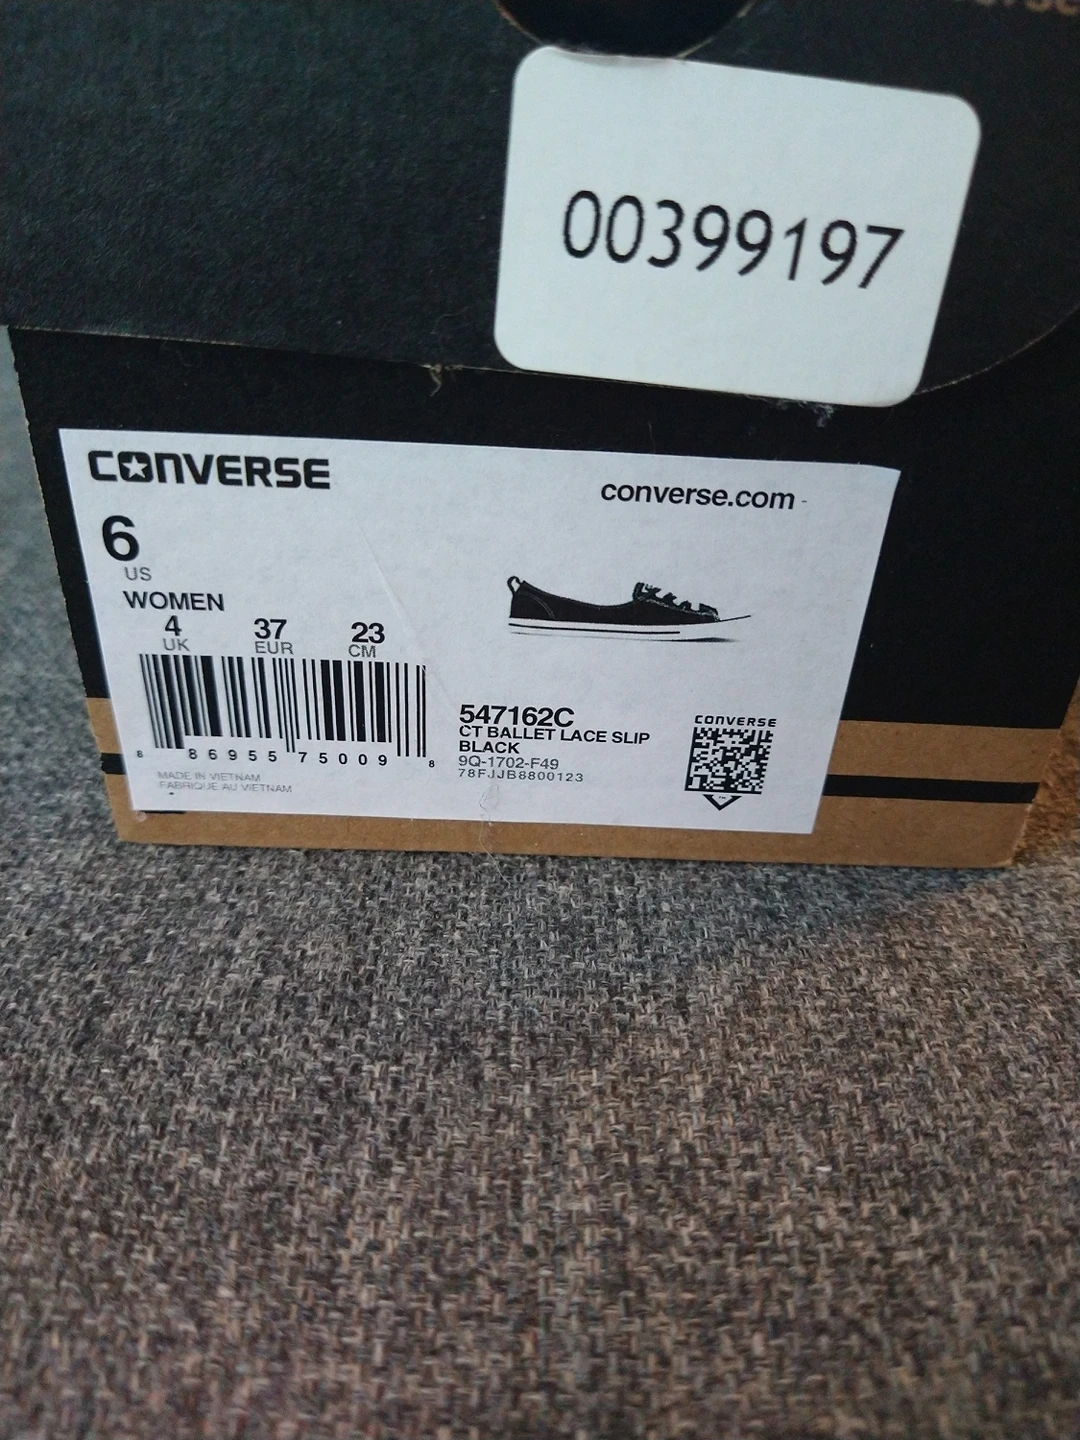 00399197
CONVERSE
converse.com
6
US
WOMEN
4 37 23
UK EUR CM
8 86955 75009 8
MADE IN VIETNAM
FABRIQUE AU VIETNAM
547162C
CT BALLET LACE SLIP
BLACK
9Q-1702-F49
78FJJB8800123
CONVERSE